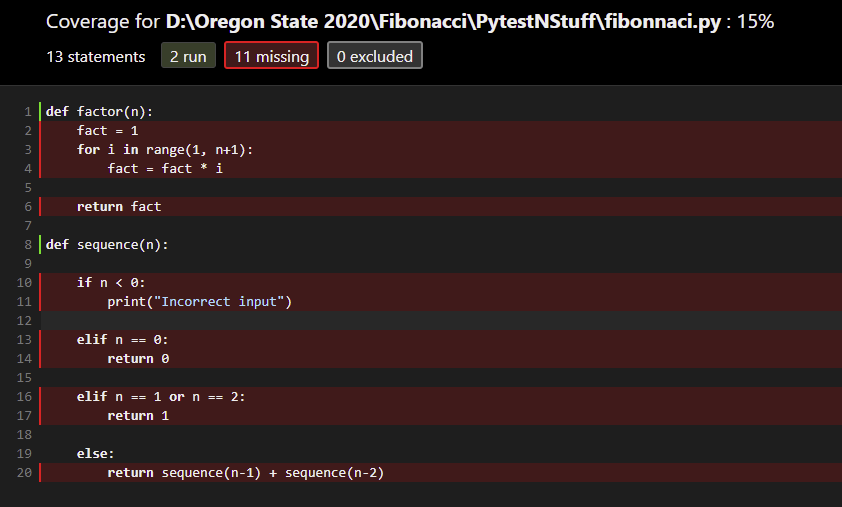 Coverage for D:\Oregon State 2020\Fibonacci\PytestNStuff\fibonnaci.py : 15%
13 statements 2 run 11 missing 0 excluded
1 def factor(n):
2     fact = 1
3     for i in range(1, n+1):
4         fact = fact * i
5
6     return fact
7
8 def sequence(n):
9
10     if n < 0:
11         print("Incorrect input")
12
13     elif n == 0:
14         return 0
15
16     elif n == 1 or n == 2:
17         return 1
18
19     else:
20         return sequence(n-1) + sequence(n-2)